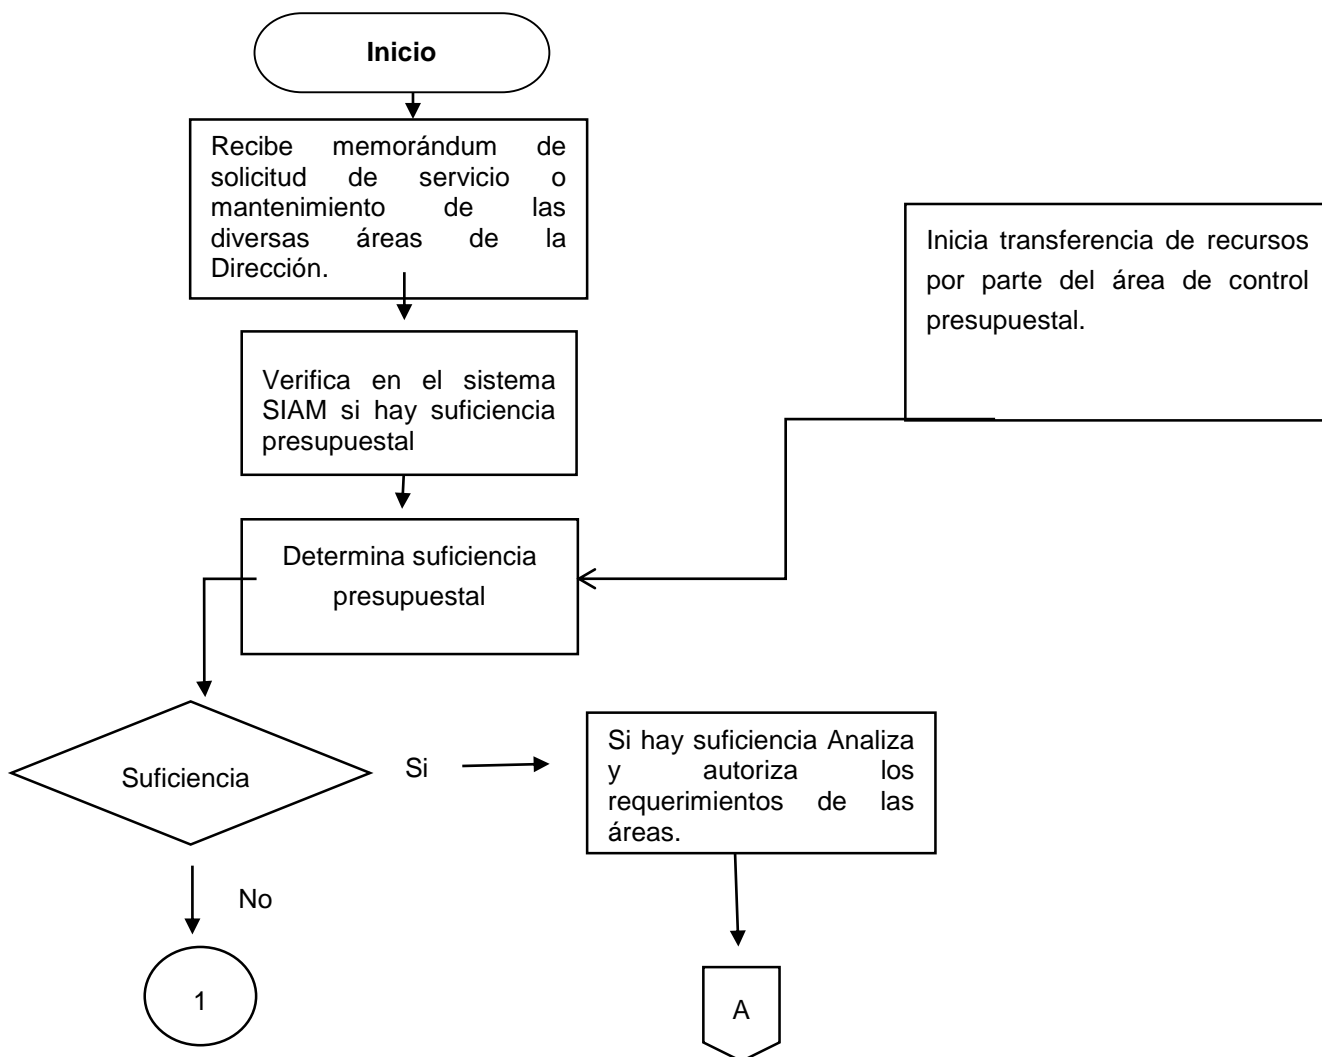 Inicio
Recibe memorándum de
solicitud de servicio o
mantenimiento de las
diversas áreas de la
Dirección.
Inicia transferencia de recursos
por parte del área de control
presupuestal.
Verifica en el sistema
SIAM si hay suficiencia
presupuestal
Determina suficiencia
presupuestal
Suficiencia
Si
Si hay suficiencia Analiza
y autoriza los
requerimientos de las
áreas.
No
1
A